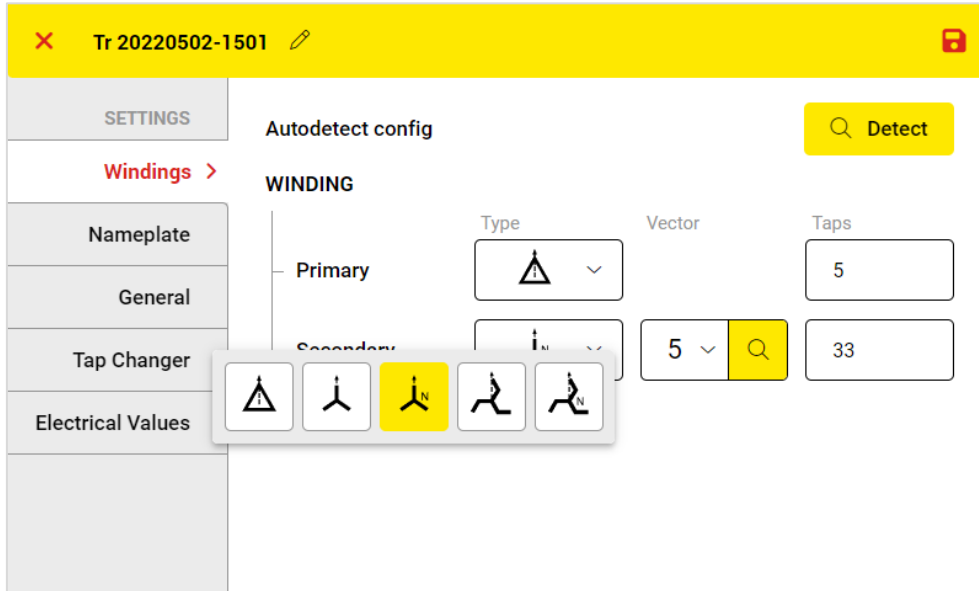 Tr 20220502-1501
SETTINGS
Windings
Nameplate
General
Tap Changer
Electrical Values
Autodetect config
Detect
WINDING
Type Vector Taps
Primary 5
Secondary N 5 33
N N